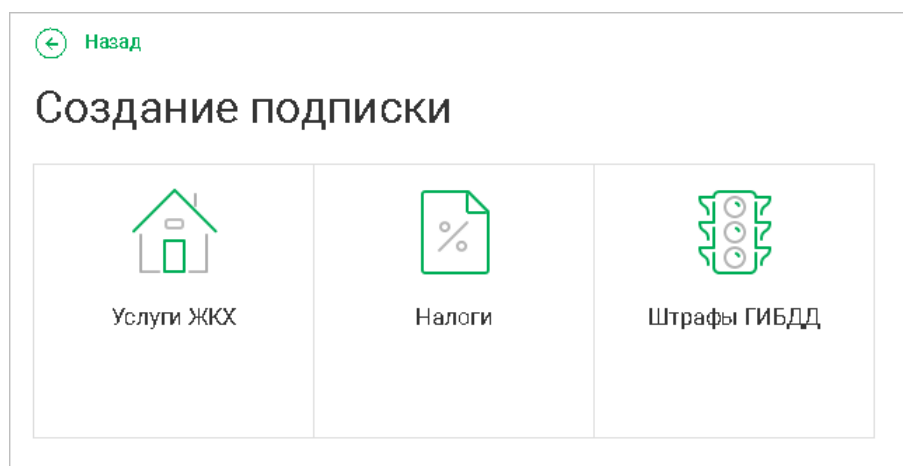 Назад
Создание подписки
Услуги ЖКХ
Налоги
Штрафы ГИБДД